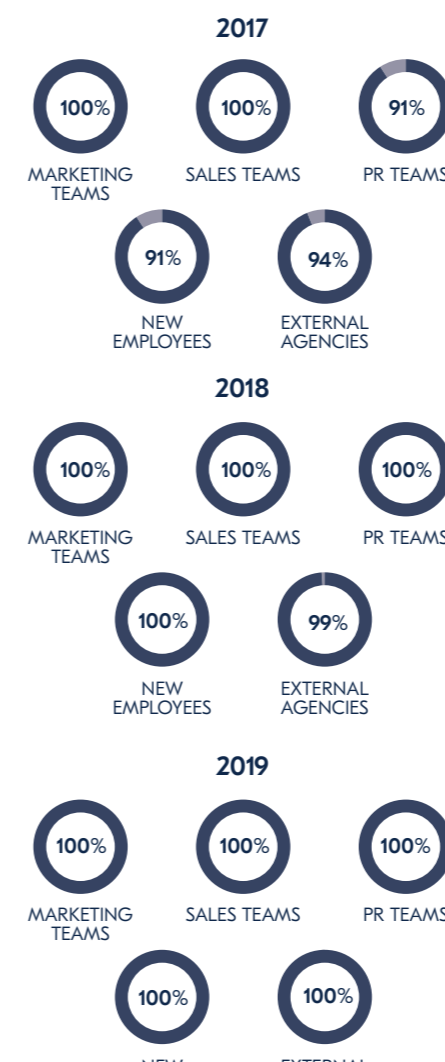 2017
100% 100% 91%
MARKETING SALES TEAMS PR TEAMS
TEAMS
91% 94%
NEW EXTERNAL
EMPLOYEES AGENCIES
2018
100% 100% 100%
MARKETING SALES TEAMS PR TEAMS
TEAMS
100% 99%
NEW EXTERNAL
EMPLOYEES AGENCIES
2019
100% 100% 100%
MARKETING SALES TEAMS PR TEAMS
TEAMS
100% 100%
NEW EXTERNAL